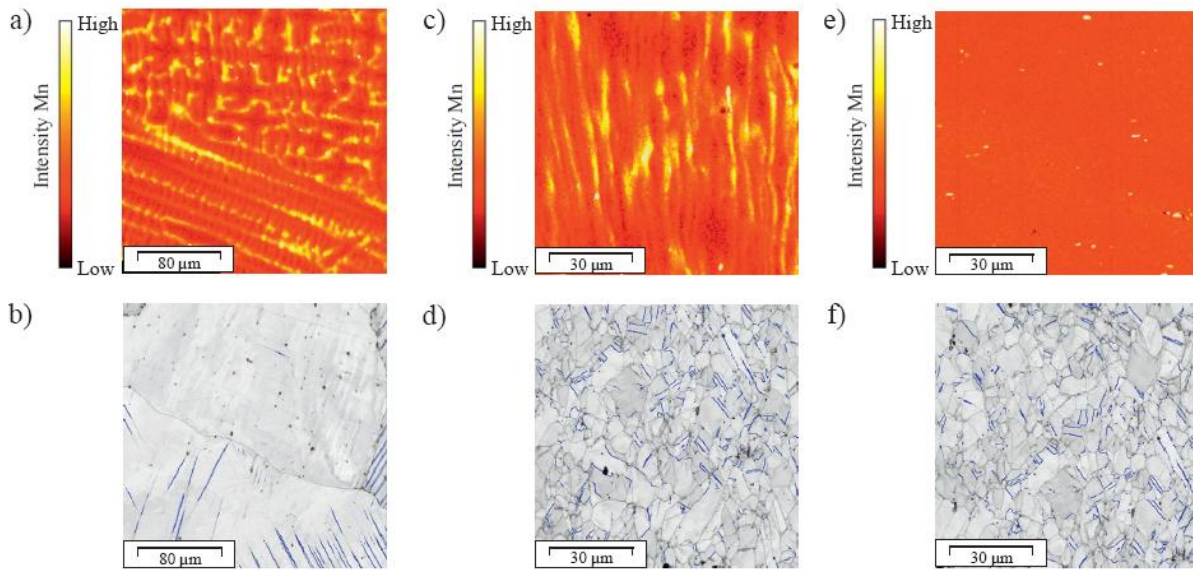 a)
High
Intensity Mn
Low
80 µm
c)
High
Intensity Mn
Low
30 µm
e)
High
Intensity Mn
Low
30 µm
b)
80 µm
d)
30 µm
f)
30 µm